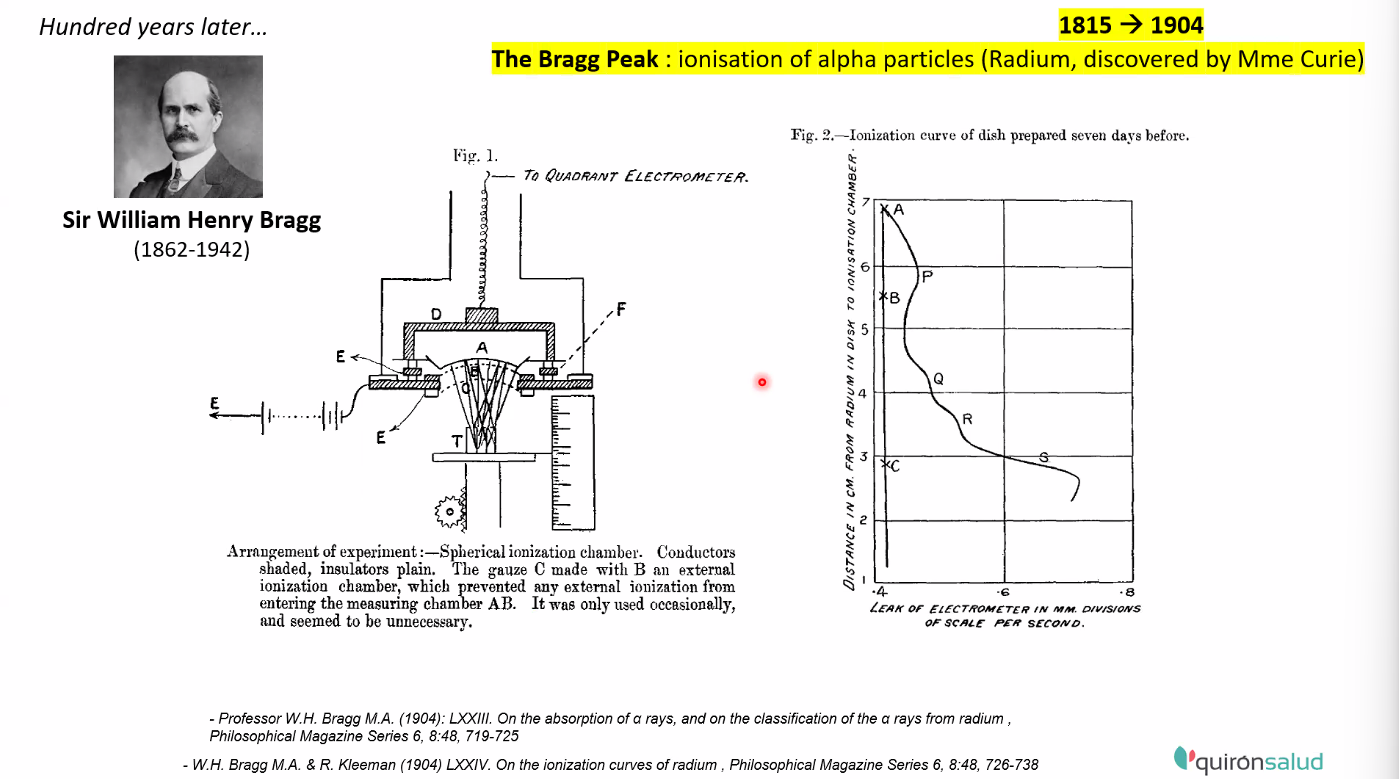 Hundred years later…
1815 → 1904
The Bragg Peak : ionisation of alpha particles (Radium, discovered by Mme Curie)
Sir William Henry Bragg
(1862-1942)
Fig. 1.
To QUADRANT ELECTROMETER.
D
F
A
E
B
C
E
E
T
Arrangement of experiment :—Spherical ionization chamber. Conductors
shaded, insulators plain. The gauze C made with B an external
ionization chamber, which prevented any external ionization from
entering the measuring chamber AB. It was only used occasionally,
and seemed to be unnecessary.
Fig. 2.—Ionization curve of dish prepared seven days before.
DISTANCE IN CM. FROM RADIUM IN DISK TO IONISATION CHAMBER.
7
A
6
P
B
5
Q
4
R
3
S
C
2
1
·4
·6
·8
LEAK OF ELECTROMETER IN MM. DIVISIONS
OF SCALE PER SECOND.
- Professor W.H. Bragg M.A. (1904): LXXIII. On the absorption of α rays, and on the classification of the α rays from radium ,
Philosophical Magazine Series 6, 8:48, 719-725
- W.H. Bragg M.A. & R. Kleeman (1904) LXXIV. On the ionization curves of radium , Philosophical Magazine Series 6, 8:48, 726-738
quirónsalud